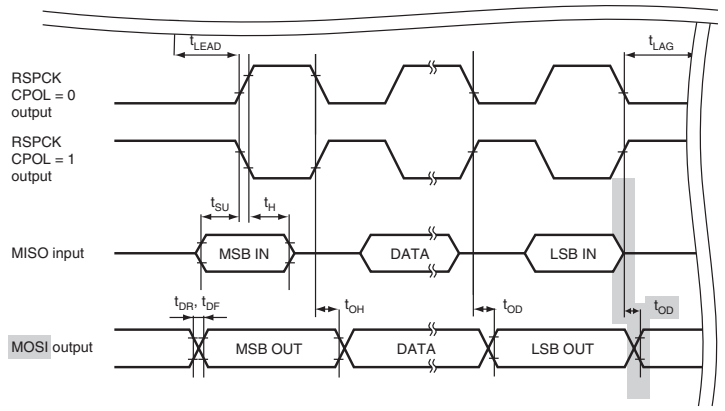 tLEAD
tLAG
RSPCK
CPOL = 0
output
RSPCK
CPOL = 1
output
tSU
tH
MISO input
MSB IN
DATA
LSB IN
tDR, tDF
tOH
tOD
tOD
MOSI output
MSB OUT
DATA
LSB OUT